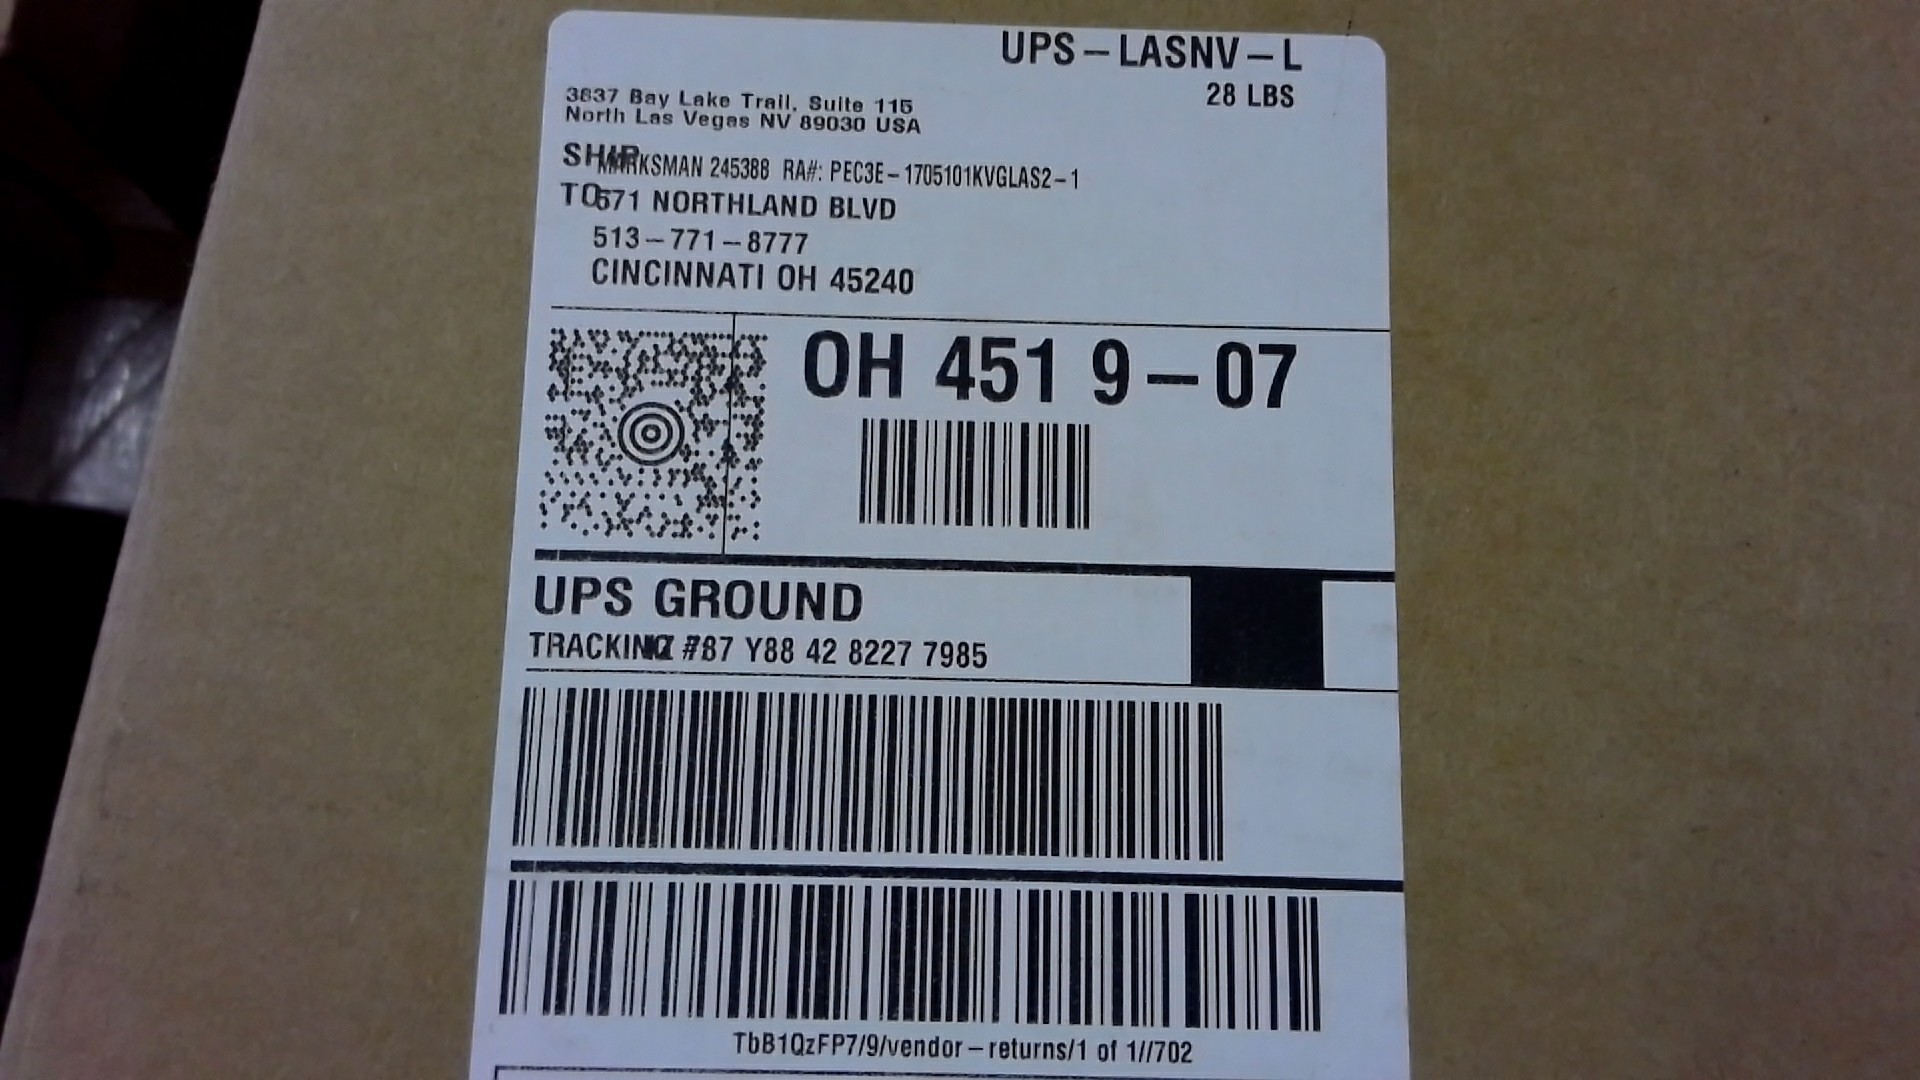 UPS – LASNV – L
28 LBS
3837 Bay Lake Trail, Suite 115
North Las Vegas NV 89030 USA
SHIP
MARKSMAN 245388 RA#: PEC3E – 1705101KVGLAS2 – 1
TO
571 NORTHLAND BLVD
513 – 771 – 8777
CINCINNATI OH 45240
OH 451 9 – 07
UPS GROUND
TRACKING #: 87 Y88 42 8227 7985
TbB1QzFP7/9/vendor – returns/1 of 1//702